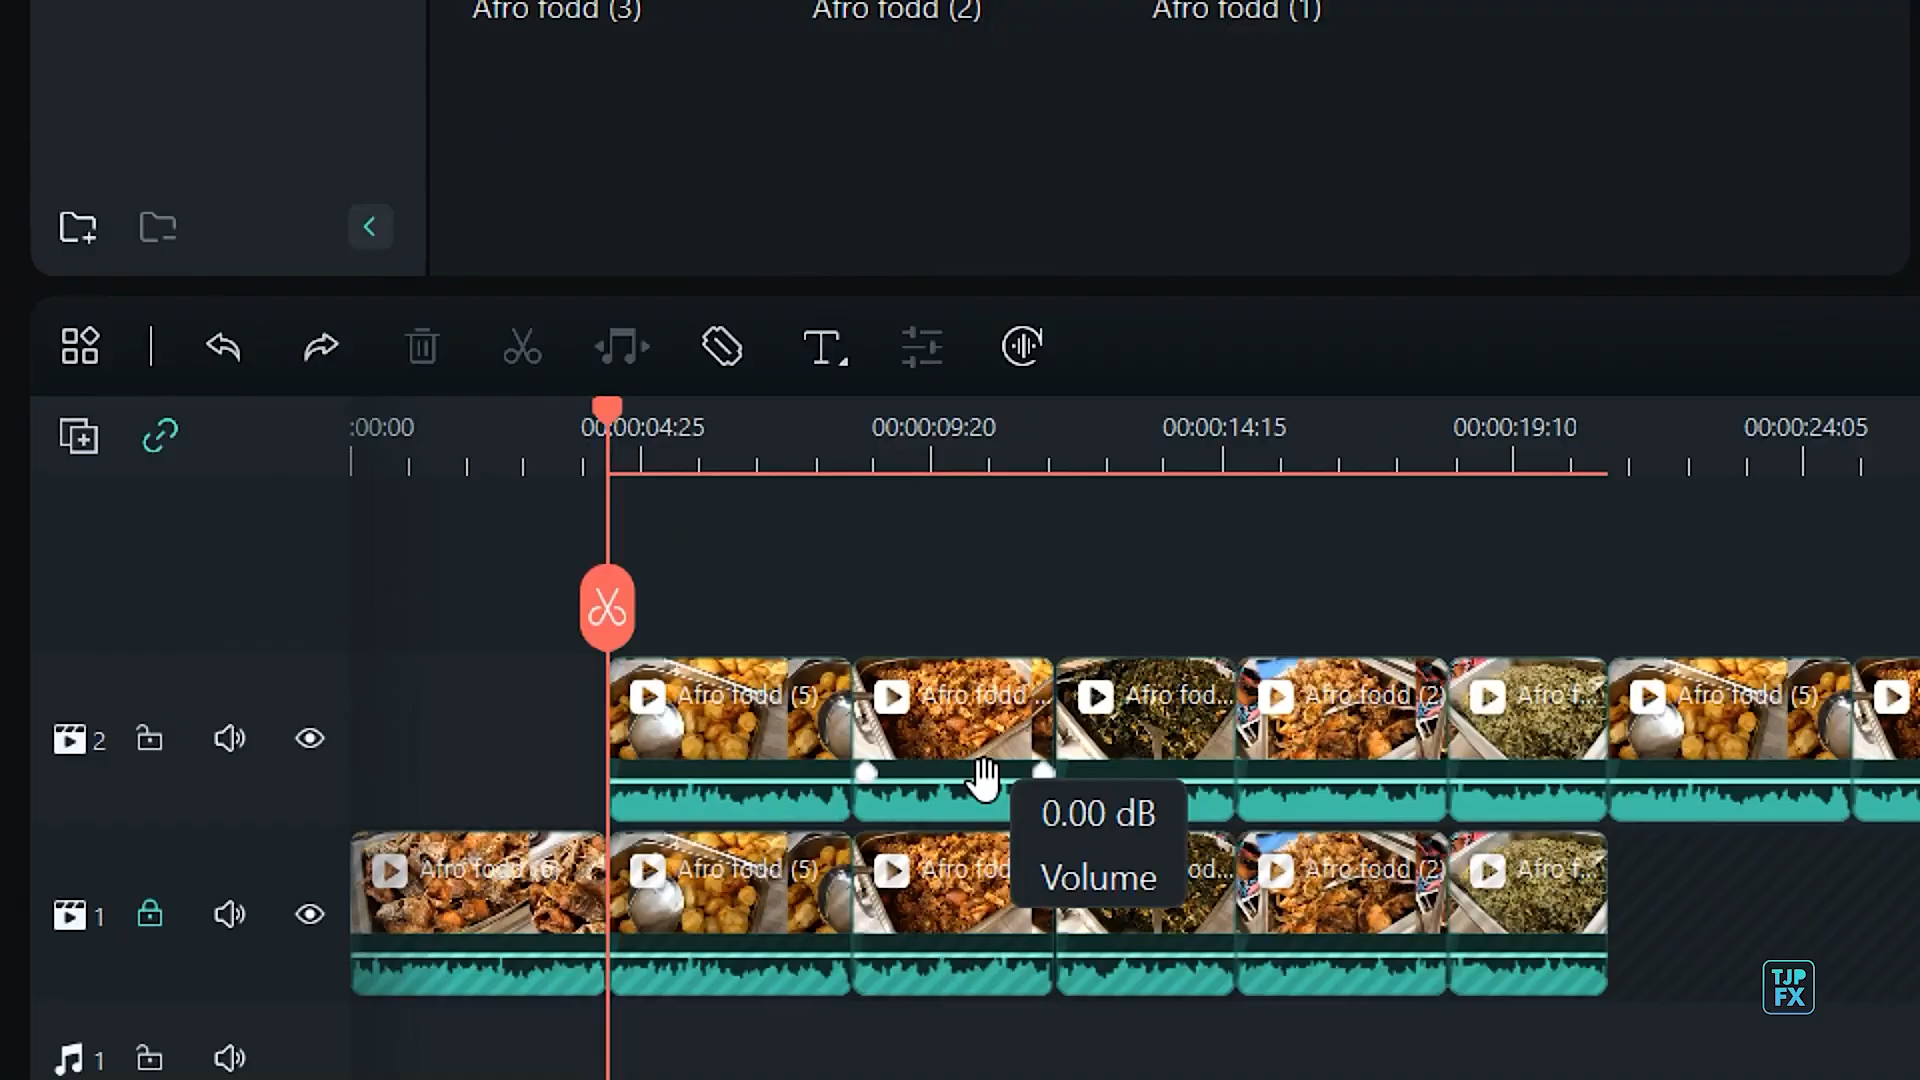 Afro fodd (3) Afro fodd (2) Afro fodd (1)
:00:00 00:00:04:25 00:00:09:20 00:00:14:15 00:00:19:10 00:00:24:05
2 Afro fodd (5) Afro fodd ... Afro fod... Afro fodd (2) Afro f... Afro fodd (5)
0.00 dB
Volume
1 Afro fodd (6) Afro fodd (5) Afro fod od... Afro fodd (2) Afro f...
TJP
FX
1